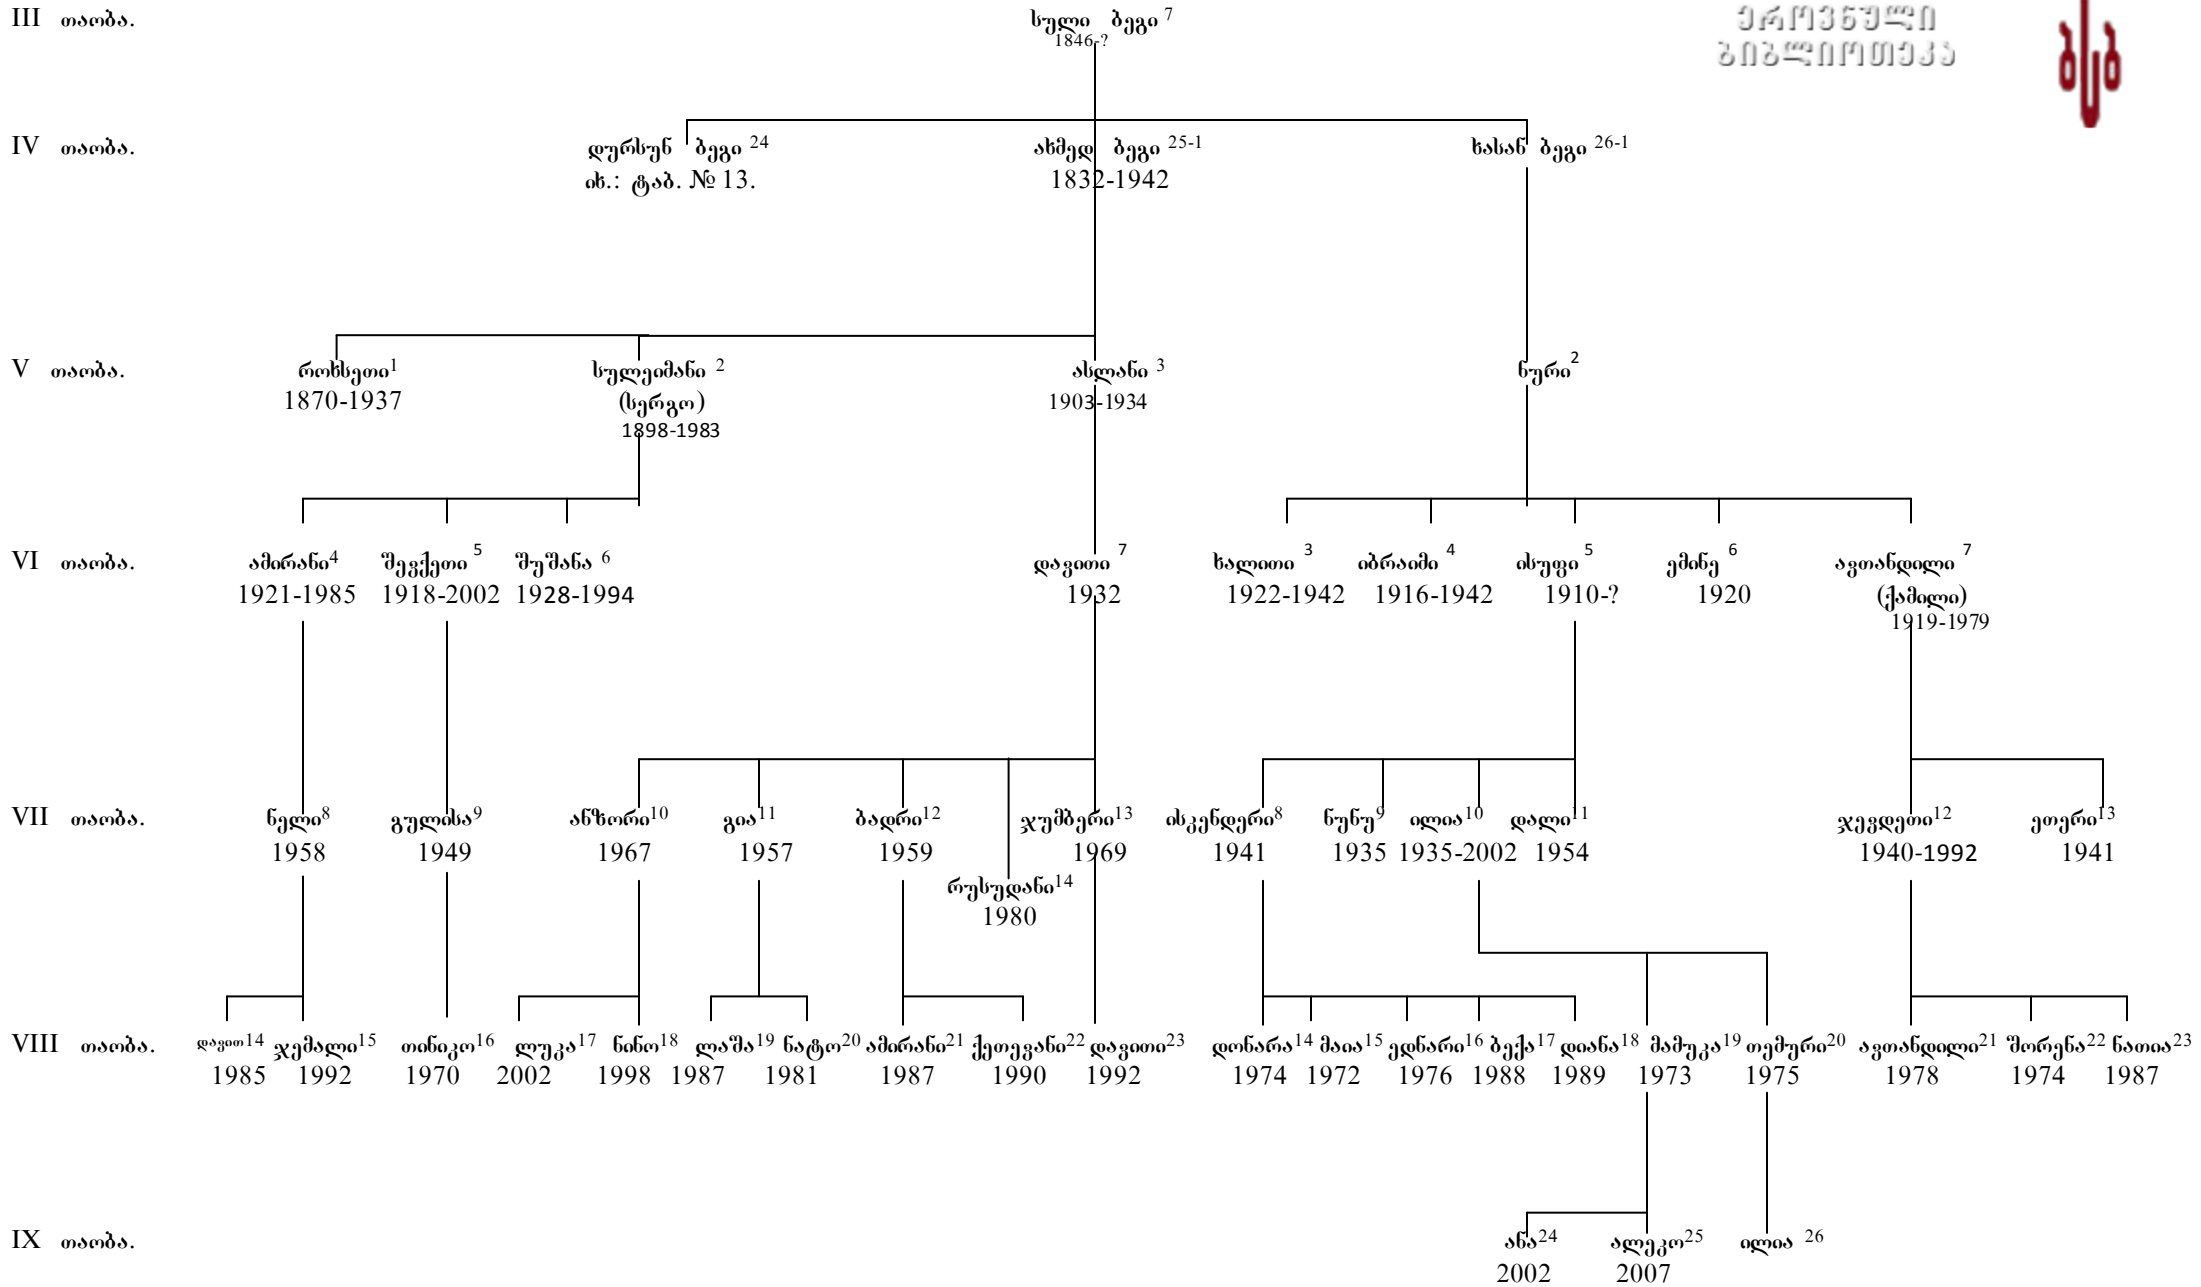 ეროვნული
ბიბლიოთეკა
III თაობა.
სული ბეგი 7
1846-?
IV თაობა.
დურსუნ ბეგი 24
იხ.: ტაბ. № 13.
ახმედ ბეგი 25-1
1832-1942
ხასან ბეგი 26-1
V თაობა.
როხსეთი1
1870-1937
სულეიმანი 2
(სერგო)
1898-1983
ასლანი 3
1903-1934
ნური2
VI თაობა.
ამირანი4
1921-1985
შევქეთი 5
1918-2002
შუშანა 6
1928-1994
დავითი 7
1932
ხალითი 3
1922-1942
იბრაიმი 4
1916-1942
ისუფი 5
1910-?
ემინე 6
1920
ავთანდილი 7
(ქამილი)
1919-1979
VII თაობა.
ნელი8
1958
გულისა9
1949
ანზორი10
1967
გია11
1957
ბადრი12
1959
ჯუმბერი13
1969
რუსუდანი14
1980
ისკენდერი8
1941
ნუნუ9
1935
ილია10
1935-2002
დალი11
1954
ჯევდეთი12
1940-1992
ეთერი13
1941
VIII თაობა.
დავით14
1985
ჯემალი15
1992
თინიკო16
1970
ლუკა17
2002
ნინო18
1998
ლაშა19
1987
ნატო20
1981
ამირანი21
1987
ქეთევანი22
1990
დავითი23
1992
დონარა14
1974
მაია15
1972
ედნარი16
1976
ბექა17
1988
დიანა18
1989
მამუკა19
1973
თემური20
1975
ავთანდილი21
1978
შორენა22
1974
ნათია23
1987
IX თაობა.
ანა24
2002
ალეკო25
2007
ილია 26